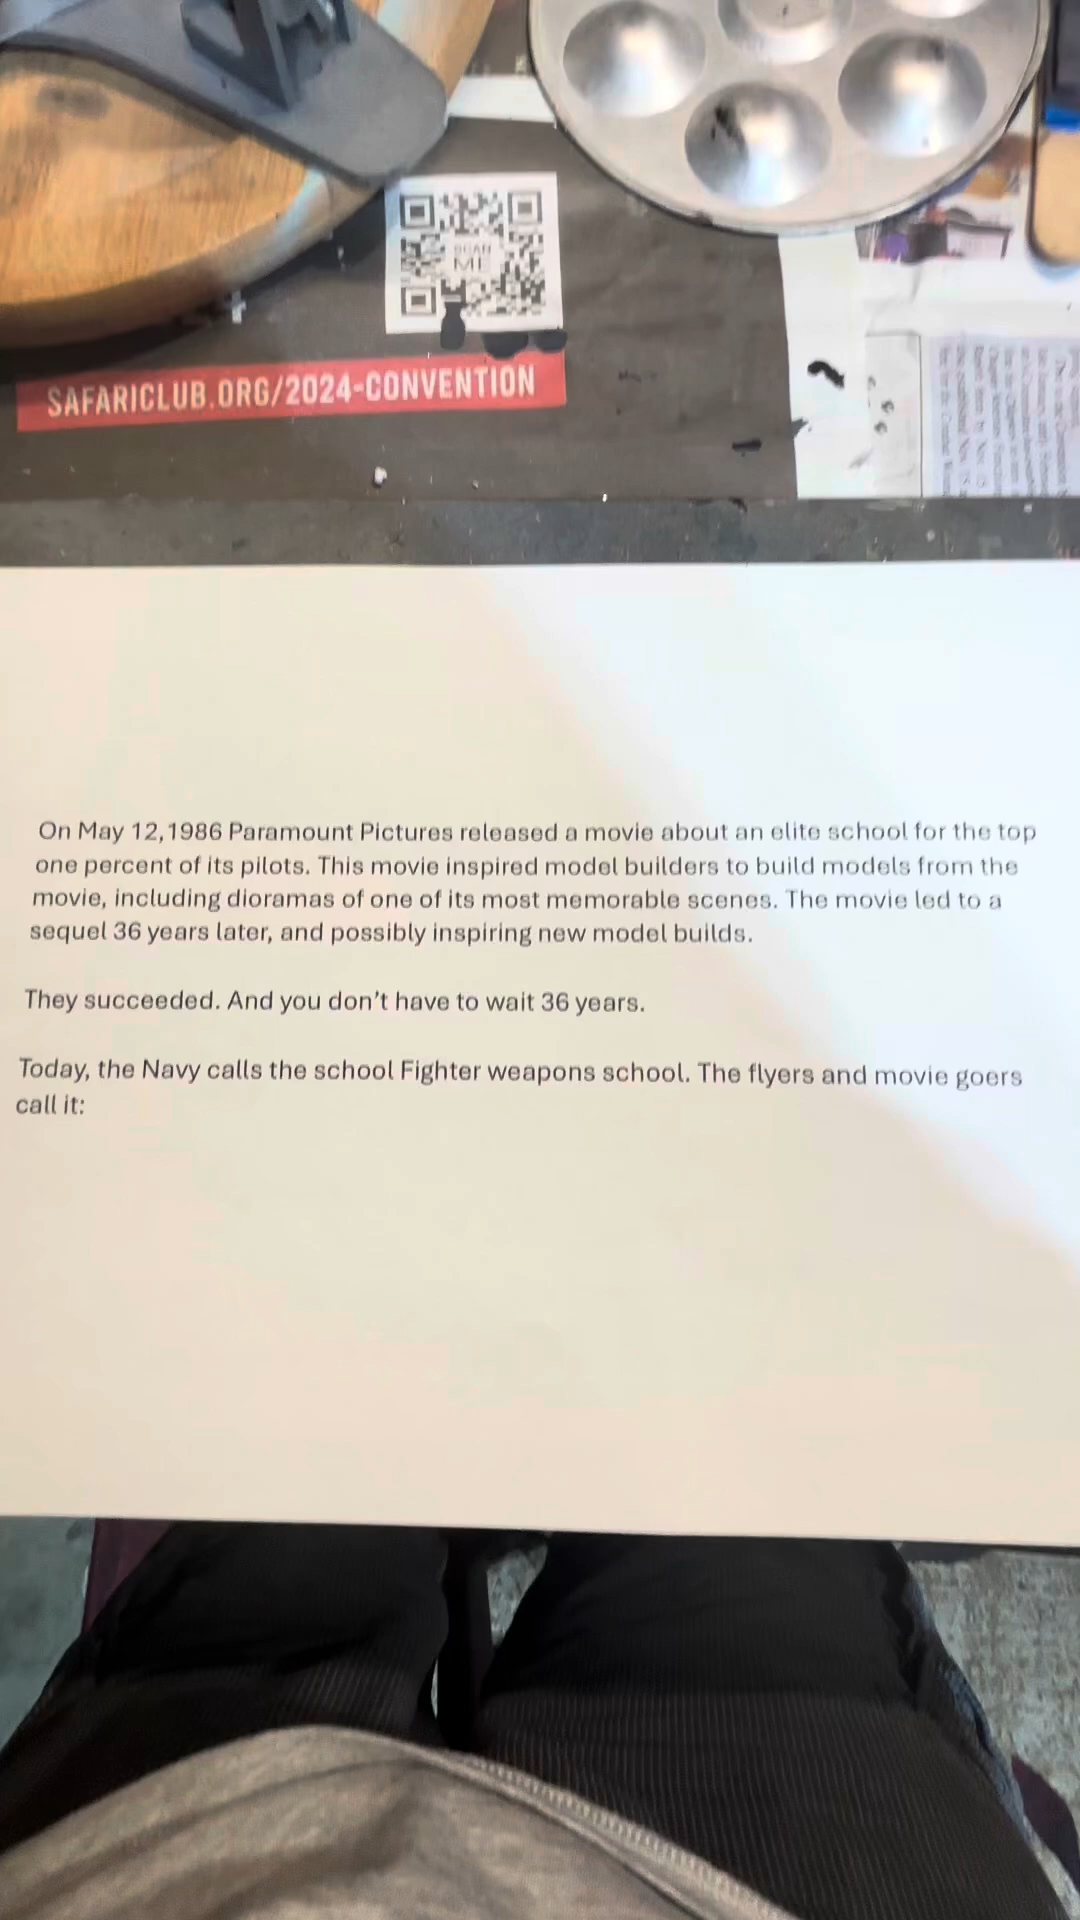 SCAN
ME
SAFARICLUB.ORG/2024-CONVENTION
On May 12,1986 Paramount Pictures released a movie about an elite school for the top
one percent of its pilots. This movie inspired model builders to build models from the
movie, including dioramas of one of its most memorable scenes. The movie led to a
sequel 36 years later, and possibly inspiring new model builds.
They succeeded. And you don't have to wait 36 years.
Today, the Navy calls the school Fighter weapons school. The flyers and movie goers
call it: